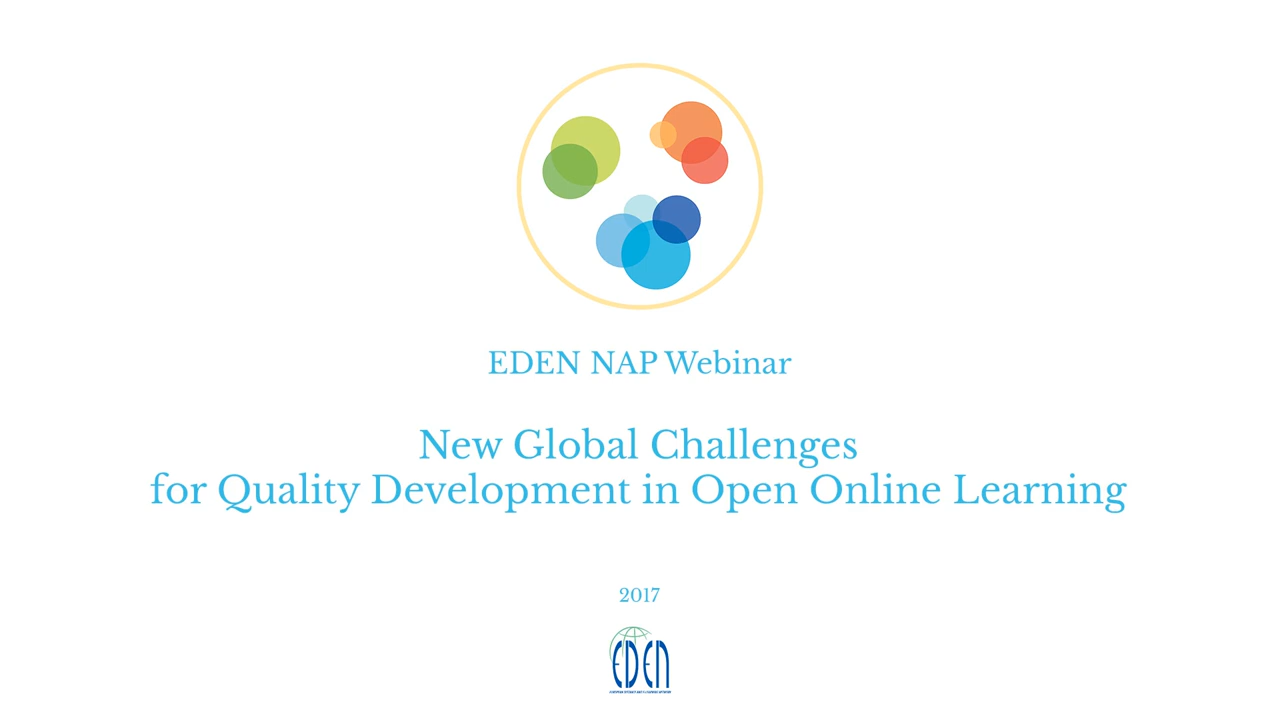 EDEN NAP Webinar
New Global Challenges
for Quality Development in Open Online Learning
2017
EDEN